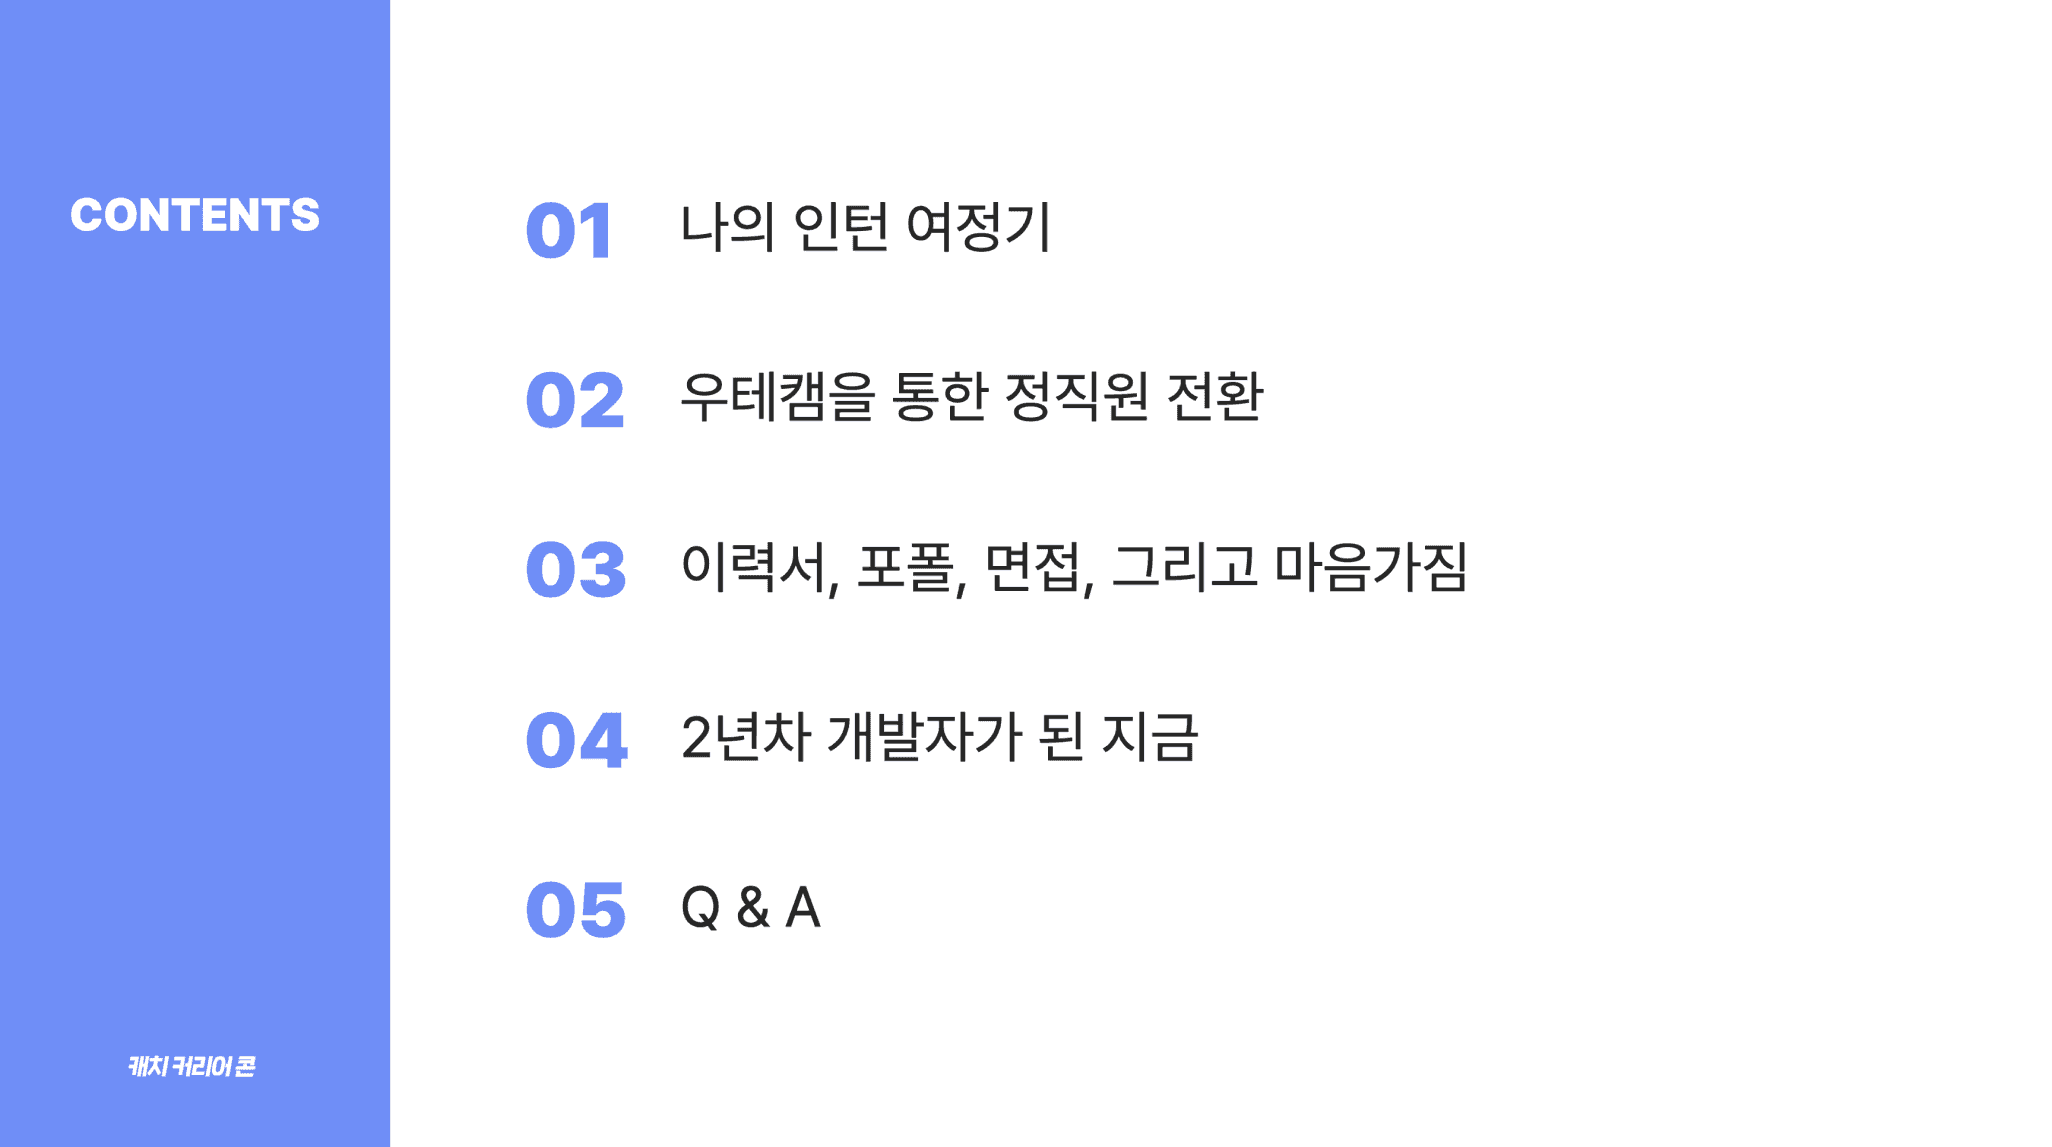 CONTENTS
01 나의 인턴 여정기
02 우테캠을 통한 정직원 전환
03 이력서, 포폴, 면접, 그리고 마음가짐
04 2년차 개발자가 된 지금
05 Q & A
캐치 커리어 콘